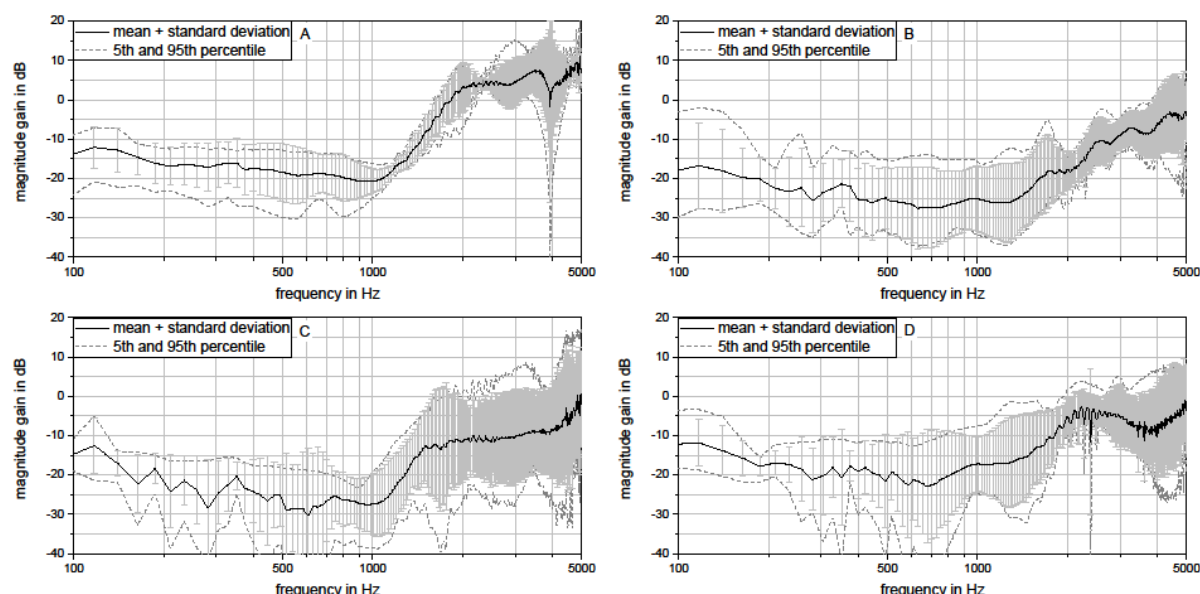 20
10
0
-10
-20
-30
-40
magnitude gain in dB
mean + standard deviation
5th and 95th percentile
A
100
500
1000
5000
frequency in Hz
20
10
0
-10
-20
-30
-40
magnitude gain in dB
mean + standard deviation
5th and 95th percentile
B
100
500
1000
5000
frequency in Hz
20
10
0
-10
-20
-30
-40
magnitude gain in dB
mean + standard deviation
5th and 95th percentile
C
100
500
1000
5000
frequency in Hz
20
10
0
-10
-20
-30
-40
magnitude gain in dB
mean + standard deviation
5th and 95th percentile
D
100
500
1000
5000
frequency in Hz